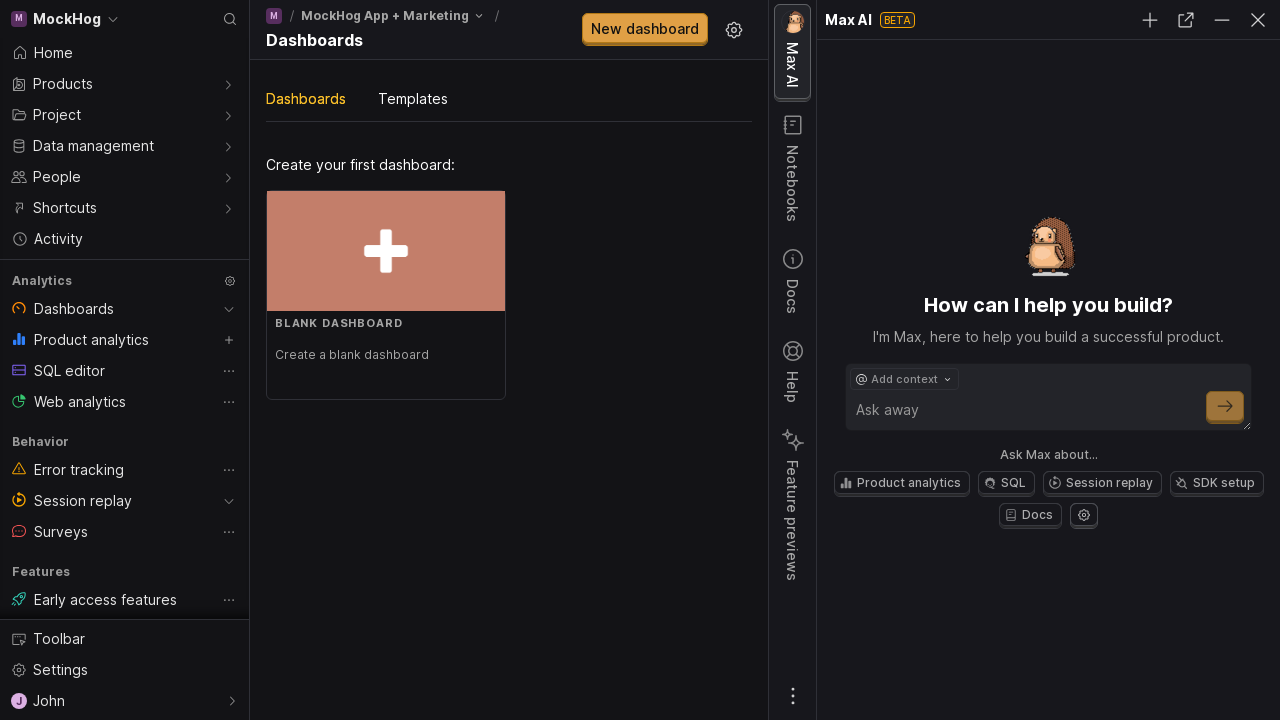 M MockHog
Home
Products
Project
Data management
People
Shortcuts
Activity
Analytics
Dashboards
Product analytics
SQL editor
Web analytics
Behavior
Error tracking
Session replay
Surveys
Features
Early access features
Toolbar
Settings
J John
M / MockHog App + Marketing /
Dashboards
New dashboard
Dashboards Templates
Create your first dashboard:
BLANK DASHBOARD
Create a blank dashboard
Max AI
Notebooks
Docs
Help
Feature previews
Max AI BETA
How can I help you build?
I'm Max, here to help you build a successful product.
@ Add context
Ask away
Ask Max about...
Product analytics SQL Session replay SDK setup
Docs